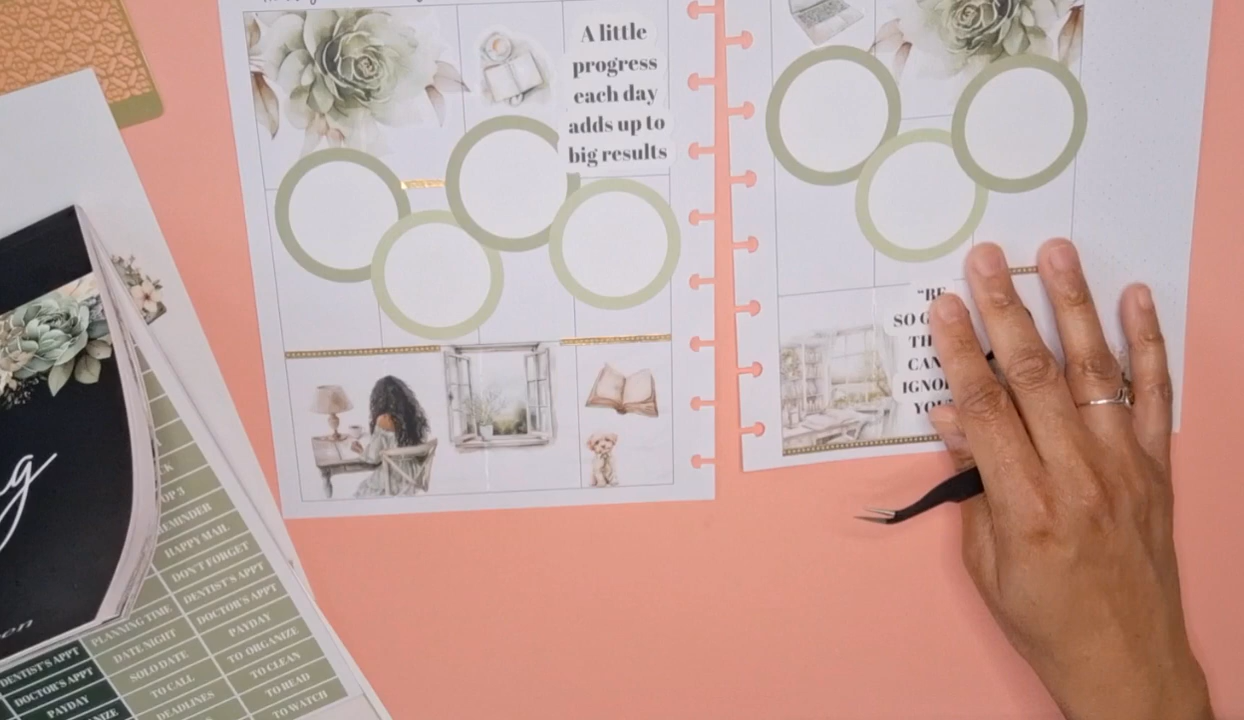 A little
progress
each day
adds up to
big results
"BE
SO
CAN
YOU
TOP 3
REMINDER
HAPPY MAIL
DON'T FORGET
DENTIST'S APPT
DOCTOR'S APPT
PAYDAY
TO ORGANIZE
TO CLEAN
TO READ
TO WATCH
PLANNING TIME
DATE NIGHT
SOLO DATE
TO CALL
DEADLINES
DENTIST'S APPT
DOCTOR'S APPT
PAYDAY